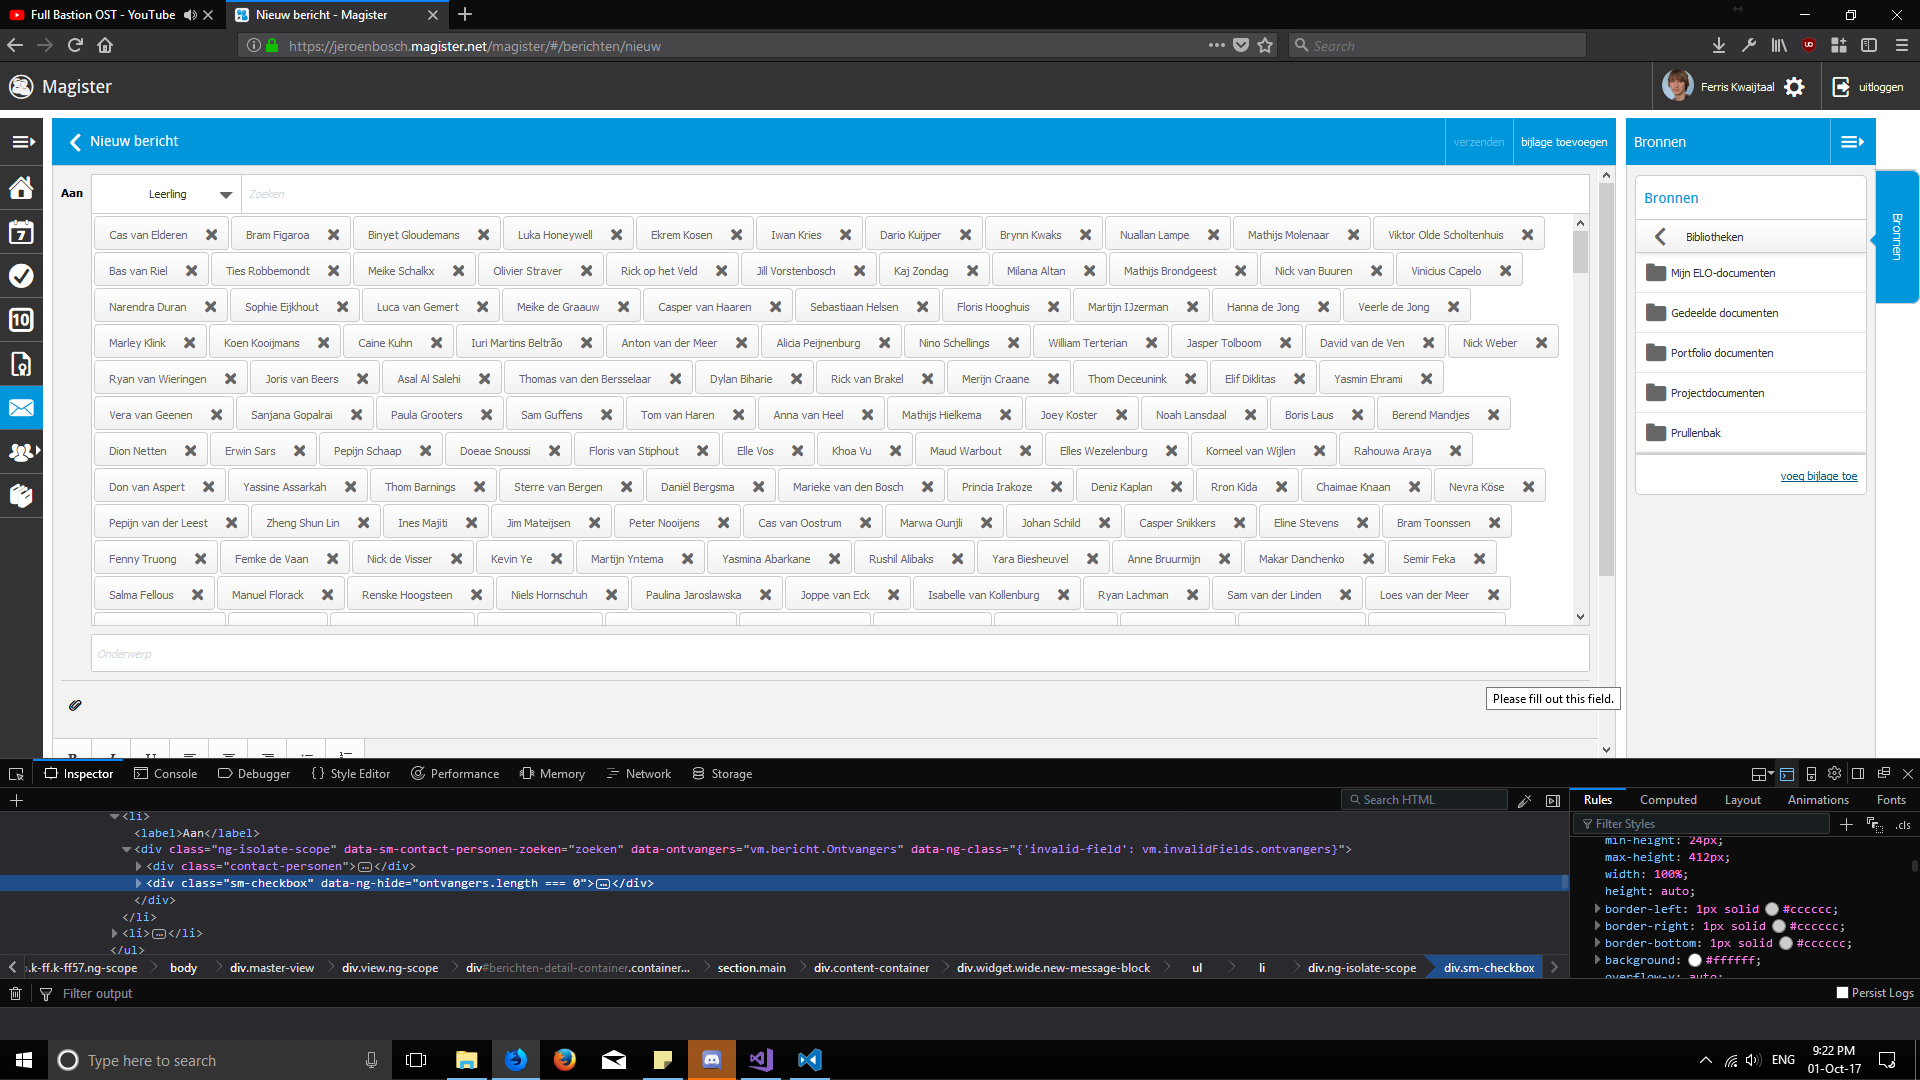 Full Bastion OST - YouTube
Nieuw bericht - Magister
https://jeroenbosch.magister.net/magister/#/berichten/nieuw
Search
Magister
Ferris Kwaijtaal
uitloggen
Nieuw bericht
verzenden
bijlage toevoegen
Bronnen
Aan
Leerling
Zoeken
Cas van Elderen Bram Figaroa Binyet Gloudemans Luka Honeywell Ekrem Kosen Iwan Kries Dario Kuijper Brynn Kwaks Nuallan Lampe Mathijs Molenaar Viktor Olde Scholtenhuis
Bas van Riel Ties Robbemondt Meike Schalkx Olivier Straver Rick op het Veld Jill Vorstenbosch Kaj Zondag Milana Altan Mathijs Brondgeest Nick van Buuren Vinicius Capelo
Narendra Duran Sophie Eijkhout Luca van Gemert Meike de Graauw Casper van Haaren Sebastiaan Helsen Floris Hooghuis Martijn IJzerman Hanna de Jong Veerle de Jong
Marley Klink Koen Kooijmans Caine Kuhn Iuri Martins Beltrão Anton van der Meer Alicia Peijnenburg Nino Schellings William Terterian Jasper Tolboom David van de Ven Nick Weber
Ryan van Wieringen Joris van Beers Asal Al Salehi Thomas van den Bersselaar Dylan Biharie Rick van Brakel Merijn Craane Thom Deceunink Elif Diklitas Yasmin Ehrami
Vera van Geenen Sanjana Gopalrai Paula Grooters Sam Guffens Tom van Haren Anna van Heel Mathijs Hielkema Joey Koster Noah Lansdaal Boris Laus Berend Mandjes
Dion Netten Erwin Sars Pepijn Schaap Doeae Snoussi Floris van Stiphout Elle Vos Khoa Vu Maud Warbout Elles Wezelenburg Korneel van Wijlen Rahouwa Araya
Don van Aspert Yassine Assarkah Thom Barnings Sterre van Bergen Daniël Bergsma Marieke van den Bosch Princia Irakoze Deniz Kaplan Rron Kida Chaimae Knaan Nevra Köse
Pepijn van der Leest Zheng Shun Lin Ines Majiti Jim Mateijsen Peter Nooijens Cas van Oostrum Marwa Ounjli Johan Schild Casper Snikkers Eline Stevens Bram Toonssen
Fenny Truong Femke de Vaan Nick de Visser Kevin Ye Martijn Yntema Yasmina Abarkane Rushil Alibaks Yara Biesheuvel Anne Bruurmijn Makar Danchenko Semir Feka
Salma Fellous Manuel Florack Renske Hoogsteen Niels Hornschuh Paulina Jaroslawska Joppe van Eck Isabelle van Kollenburg Ryan Lachman Sam van der Linden Loes van der Meer
Onderwerp
Please fill out this field.
Bronnen
Bibliotheken
Mijn ELO-documenten
Gedeelde documenten
Portfolio documenten
Projectdocumenten
Prullenbak
voeg bijlage toe
Bronnen
7
10
Inspector Console Debugger {} Style Editor Performance Memory Network Storage
Search HTML
<li>
<label>Aan</label>
<div class="ng-isolate-scope" data-sm-contact-personen-zoeken="zoeken" data-ontvangers="vm.bericht.Ontvangers" data-ng-class="{'invalid-field': vm.invalidFields.ontvangers}">
<div class="contact-personen">…</div>
<div class="sm-checkbox" data-ng-hide="ontvangers.length === 0">…</div>
</div>
</li>
<li>…</li>
</ul>
Rules Computed Layout Animations Fonts
Filter Styles
.cls
min-height: 24px;
max-height: 412px;
width: 100%;
height: auto;
border-left: 1px solid #cccccc;
border-right: 1px solid #cccccc;
border-bottom: 1px solid #cccccc;
background: #ffffff;
overflow-y: auto;
.k-ff.k-ff57.ng-scope body div.master-view div.view.ng-scope div#berichten-detail-container.container... section.main div.content-container div.widget.wide.new-message-block ul li div.ng-isolate-scope div.sm-checkbox
Filter output
Persist Logs
Type here to search
ENG
9:22 PM
01-Oct-17